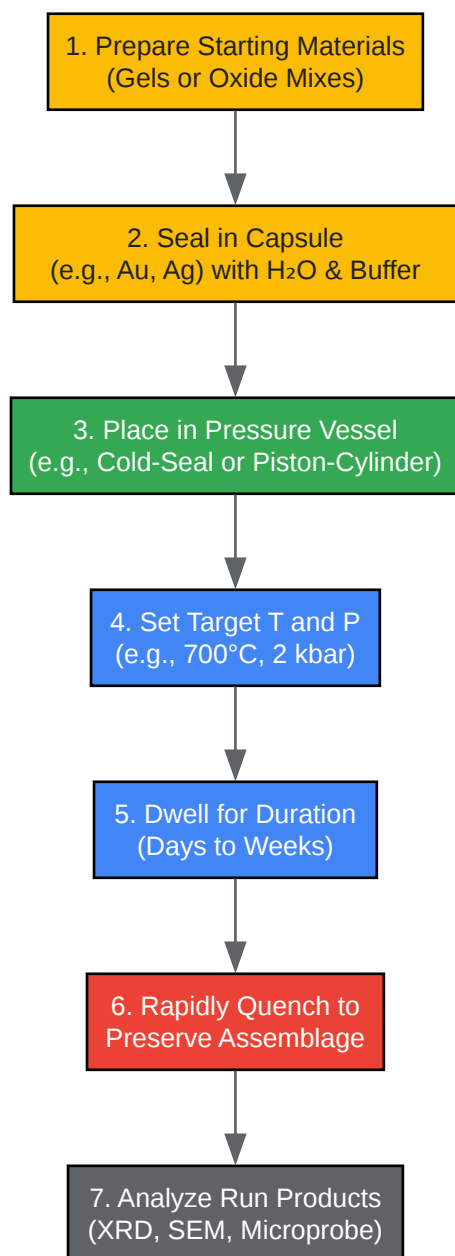 1. Prepare Starting Materials
(Gels or Oxide Mixes)
2. Seal in Capsule
(e.g., Au, Ag) with H₂O & Buffer
3. Place in Pressure Vessel
(e.g., Cold-Seal or Piston-Cylinder)
4. Set Target T and P
(e.g., 700°C, 2 kbar)
5. Dwell for Duration
(Days to Weeks)
6. Rapidly Quench to
Preserve Assemblage
7. Analyze Run Products
(XRD, SEM, Microprobe)